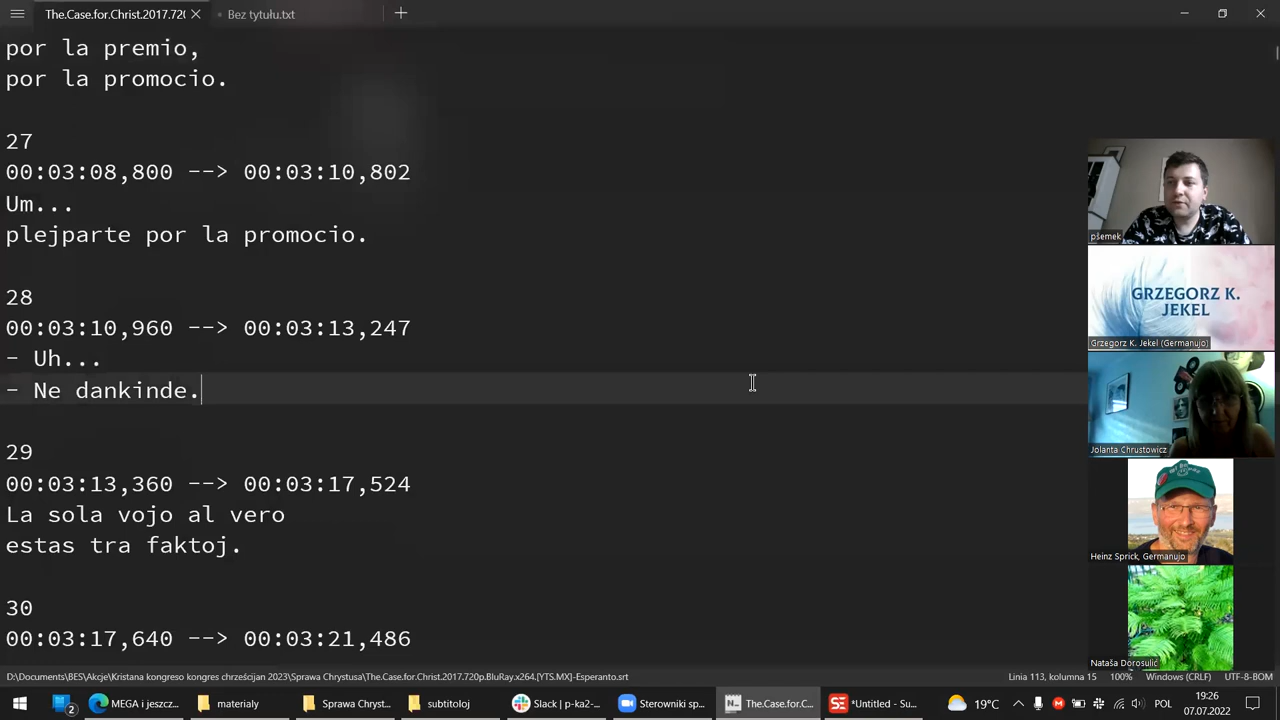 The.Case.for.Christ.2017.720
Bez tytułu.txt
por la premio,
por la promocio.
27
00:03:08,800 --> 00:03:10,802
Um...
plejparte por la promocio.
28
00:03:10,960 --> 00:03:13,247
- Uh...
- Ne dankinde.
29
00:03:13,360 --> 00:03:17,524
La sola vojo al vero
estas tra faktoj.
30
00:03:17,640 --> 00:03:21,486
pšemek
GRZEGORZ K.
JEKEL
Grzegorz K. Jekel (Germanujo)
Jolanta Chrustowicz
Heinz Sprick, Germanujo
Nataša Dorosulić
D:\Documents\BES\Akcje\Kristana kongreso kongres chrześcijan 2023\Sprawa Chrystusa\The.Case.for.Christ.2017.720p.BluRay.x264.[YTS.MX]-Esperanto.srt
Linia 113, kolumna 15
100%
Windows (CRLF)
UTF-8-BOM
2
MEGA i jeszcz...
materialy
Sprawa Chryst...
subtitoloj
Slack | p-ka2-...
Sterowniki sp...
The.Case.for.C...
*Untitled - Su...
19°C
POL
19:26
07.07.2022